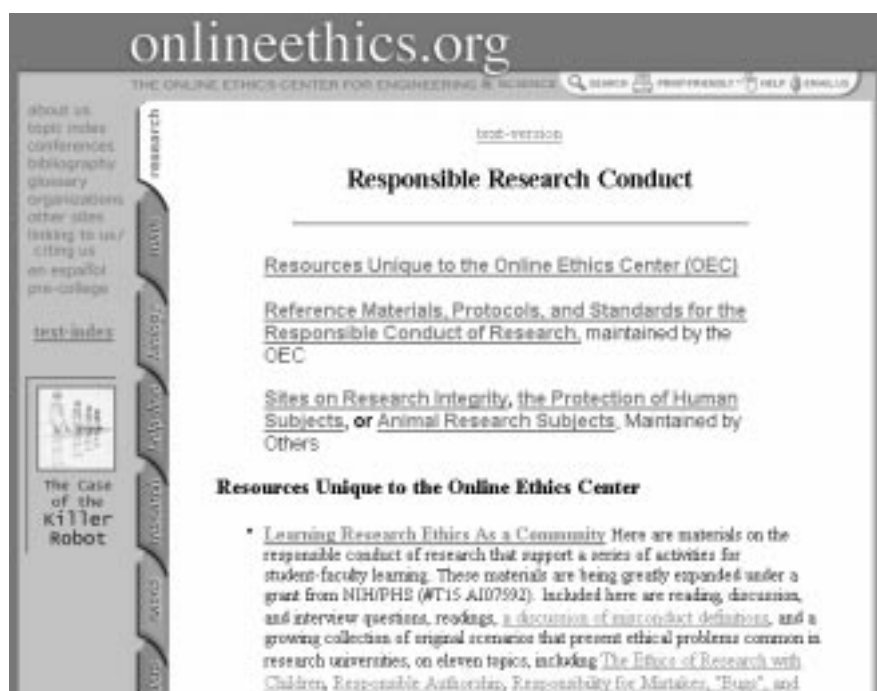 onlineethics.org
THE ONLINE ETHICS CENTER FOR ENGINEERING & SCIENCE SEARCH PRINT-FRIENDLY HELP EMAIL US
about us
topic index
conferences
bibliography
glossary
organizations
other sites
linking to us/
citing us
en español
pre-college
text-index
The Case
of the
Killer
Robot
research
text-version
Responsible Research Conduct
Resources Unique to the Online Ethics Center (OEC)
Reference Materials, Protocols, and Standards for the
Responsible Conduct of Research, maintained by the
OEC
Sites on Research Integrity, the Protection of Human
Subjects, or Animal Research Subjects, Maintained by
Others
Resources Unique to the Online Ethics Center
• Learning Research Ethics As a Community Here are materials on the
responsible conduct of research that support a series of activities for
student-faculty learning. These materials are being greatly expanded under a
grant from NIH/PHS (#T15 AI07592). Included here are reading, discussion,
and interview questions, readings, a discussion of misconduct definitions, and a
growing collection of original scenarios that present ethical problems common in
research universities, on eleven topics, including The Ethics of Research with
Children, Responsible Authorship, Responsibility for Mistakes, "Bugs", and